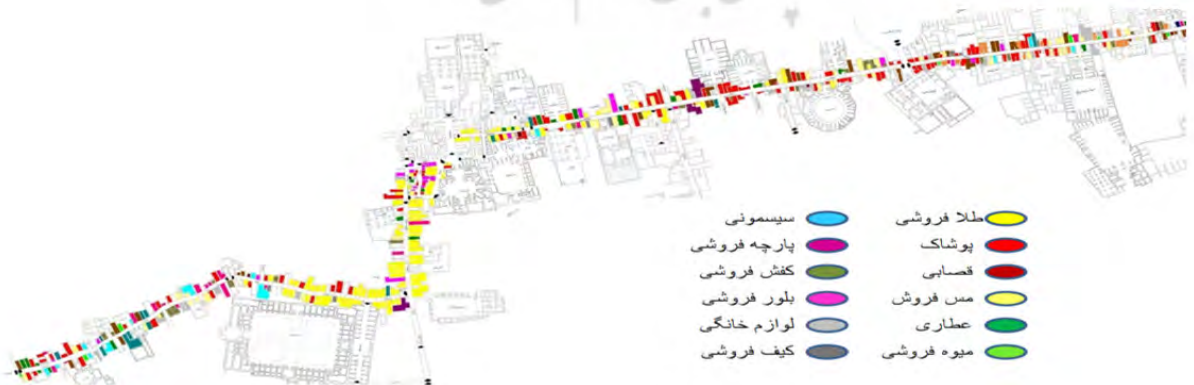 طلا فروشی
پوشاک
قصابی
مس فروش
عطاری
میوه فروشی
سیسمونی
پارچه فروشی
کفش فروشی
بلور فروشی
لوازم خانگی
کیف فروشی